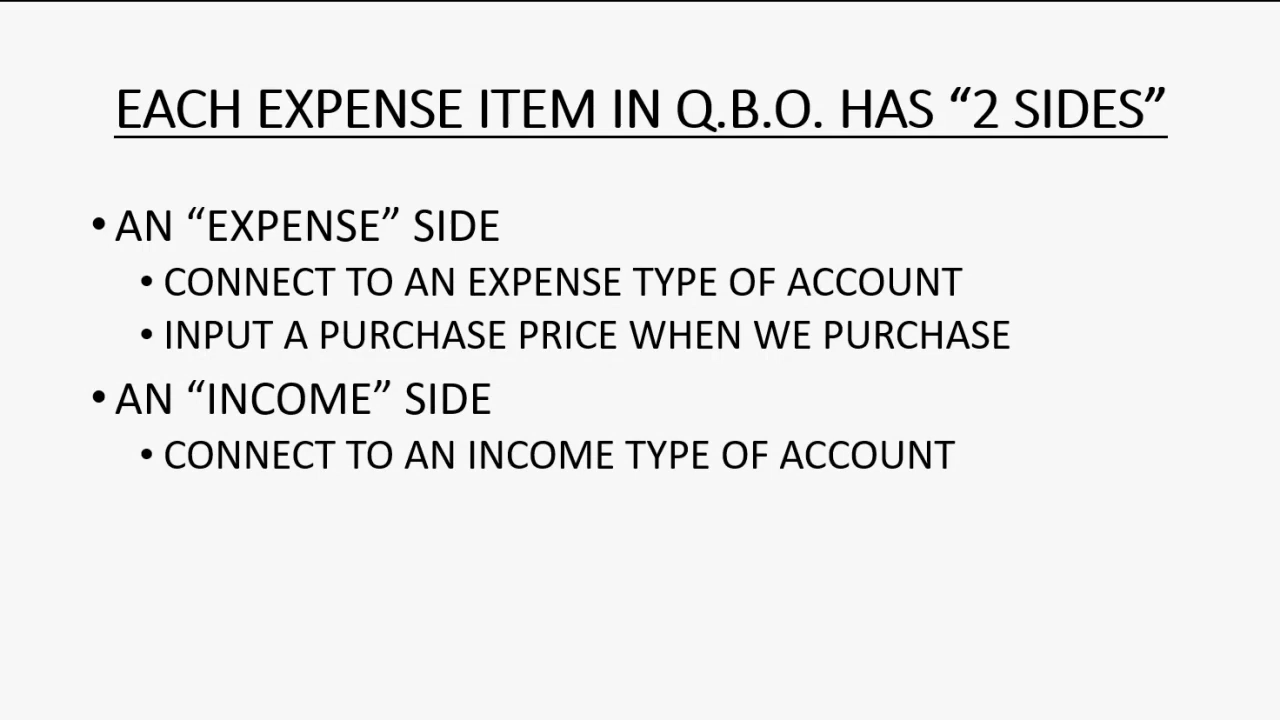 EACH EXPENSE ITEM IN Q.B.O. HAS “2 SIDES”
• AN “EXPENSE” SIDE
• CONNECT TO AN EXPENSE TYPE OF ACCOUNT
• INPUT A PURCHASE PRICE WHEN WE PURCHASE
• AN “INCOME” SIDE
• CONNECT TO AN INCOME TYPE OF ACCOUNT